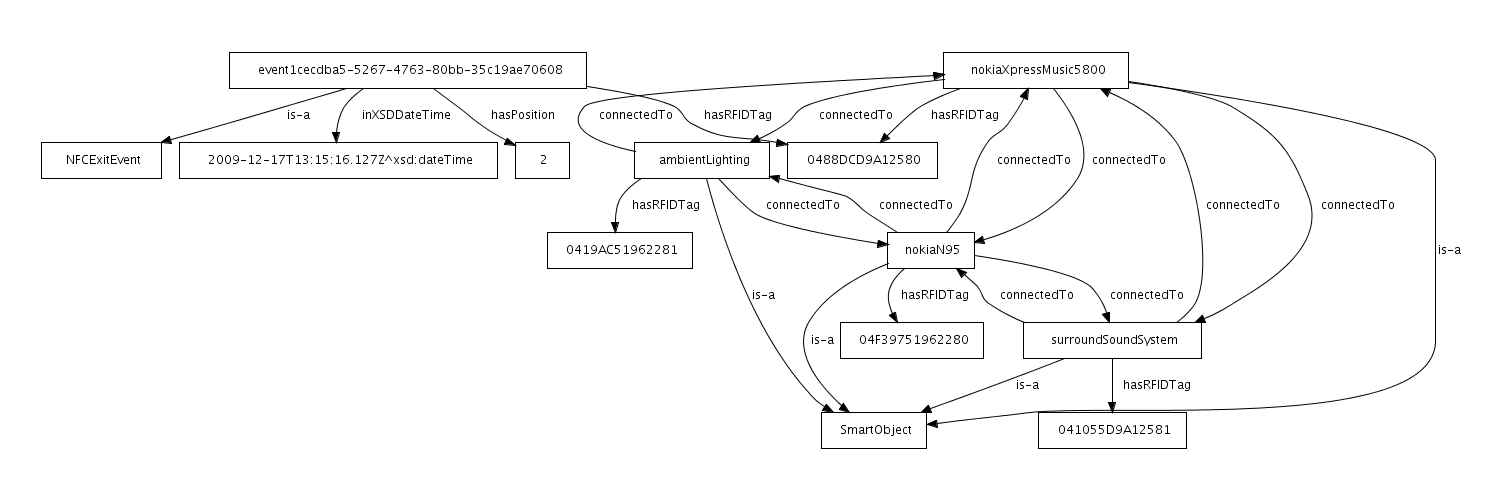 event1cecdba5-5267-4763-80bb-35c19ae70608
nokiaXpressMusic5800
is-a
inXSDDateTime
hasPosition
hasRFIDTag
connectedTo
connectedTo
hasRFIDTag
NFCExitEvent
2009-12-17T13:15:16.127Z^xsd:dateTime
2
ambientLighting
0488DCD9A12580
connectedTo
connectedTo
hasRFIDTag
connectedTo
connectedTo
connectedTo
connectedTo
0419AC51962281
nokiaN95
is-a
is-a
hasRFIDTag
connectedTo
connectedTo
is-a
04F39751962280
surroundSoundSystem
is-a
hasRFIDTag
SmartObject
041055D9A12581